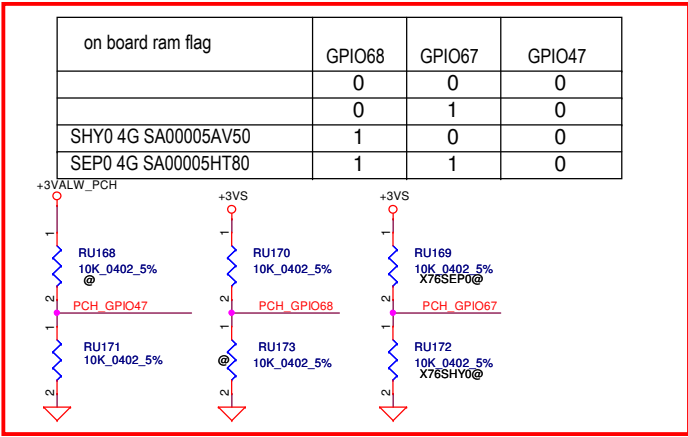 on board ram flag GPIO68 GPIO67 GPIO47
0 0 0
0 1 0
SHY0 4G SA00005AV50 1 0 0
SEP0 4G SA00005HT80 1 1 0
+3VALW_PCH
+3VS
+3VS
1
1
1
RU168
10K_0402_5%
@
RU170
10K_0402_5%
RU169
10K_0402_5%
X76SEP0@
2
2
2
PCH_GPIO47
PCH_GPIO68
PCH_GPIO67
1
1
1
RU171
10K_0402_5%
@
RU173
10K_0402_5%
RU172
10K_0402_5%
X76SHY0@
2
2
2